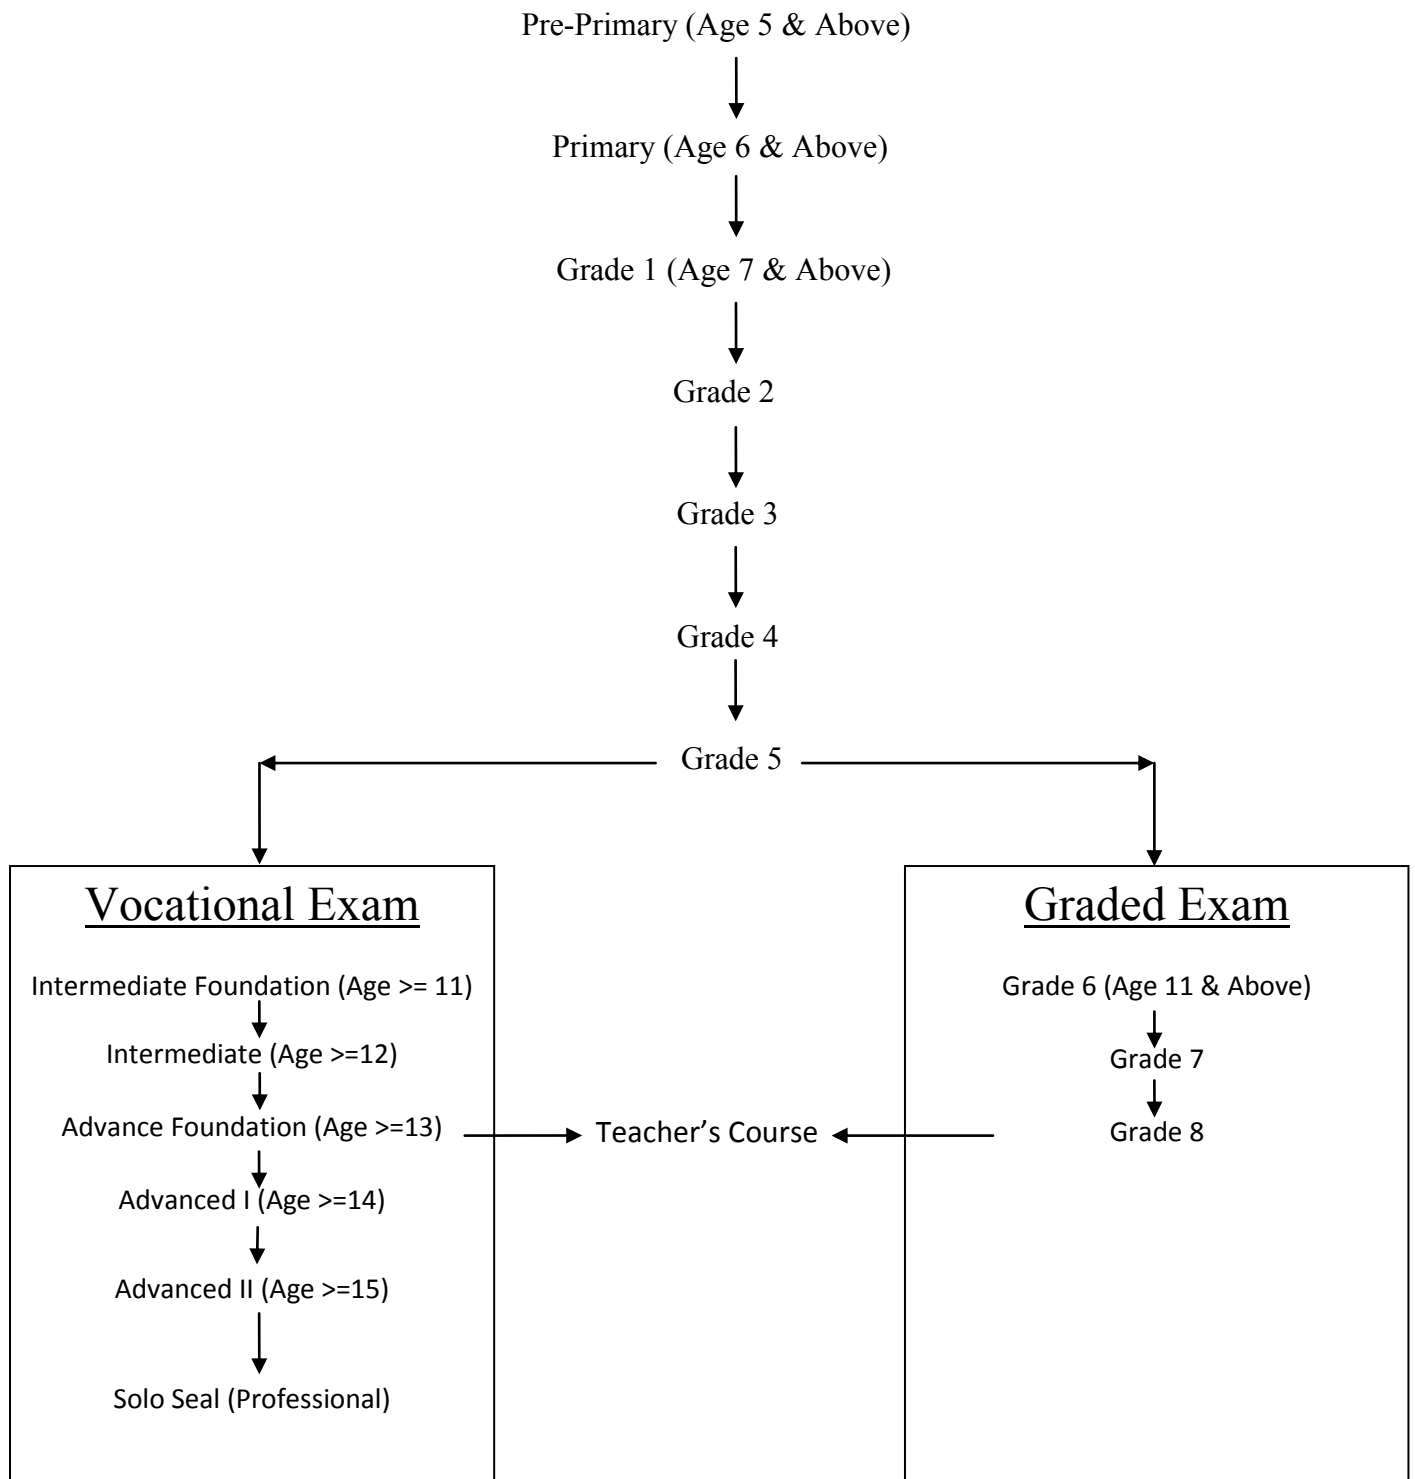 Pre-Primary (Age 5 & Above)
Primary (Age 6 & Above)
Grade 1 (Age 7 & Above)
Grade 2
Grade 3
Grade 4
Grade 5
Vocational Exam
Intermediate Foundation (Age >= 11)
Intermediate (Age >=12)
Advance Foundation (Age >=13)
Advanced I (Age >=14)
Advanced II (Age >=15)
Solo Seal (Professional)
Teacher’s Course
Graded Exam
Grade 6 (Age 11 & Above)
Grade 7
Grade 8